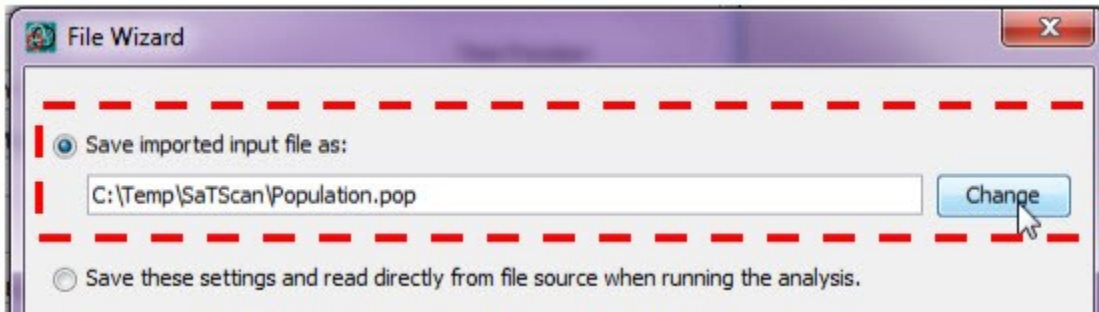 File Wizard
Save imported input file as:
C:\Temp\SaTScan\Population.pop
Change
Save these settings and read directly from file source when running the analysis.